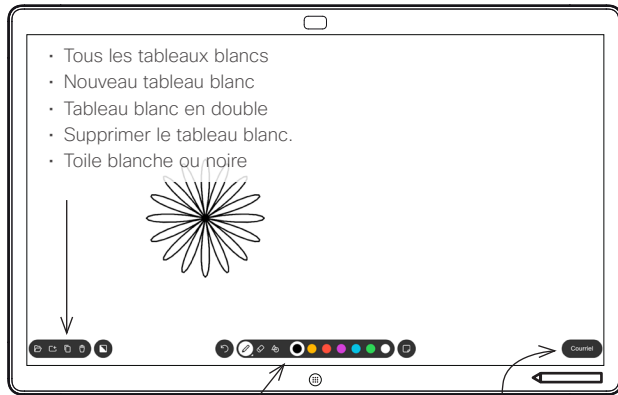 • Tous les tableaux blancs
• Nouveau tableau blanc
• Tableau blanc en double
• Supprimer le tableau blanc.
• Toile blanche ou noire
Courriel